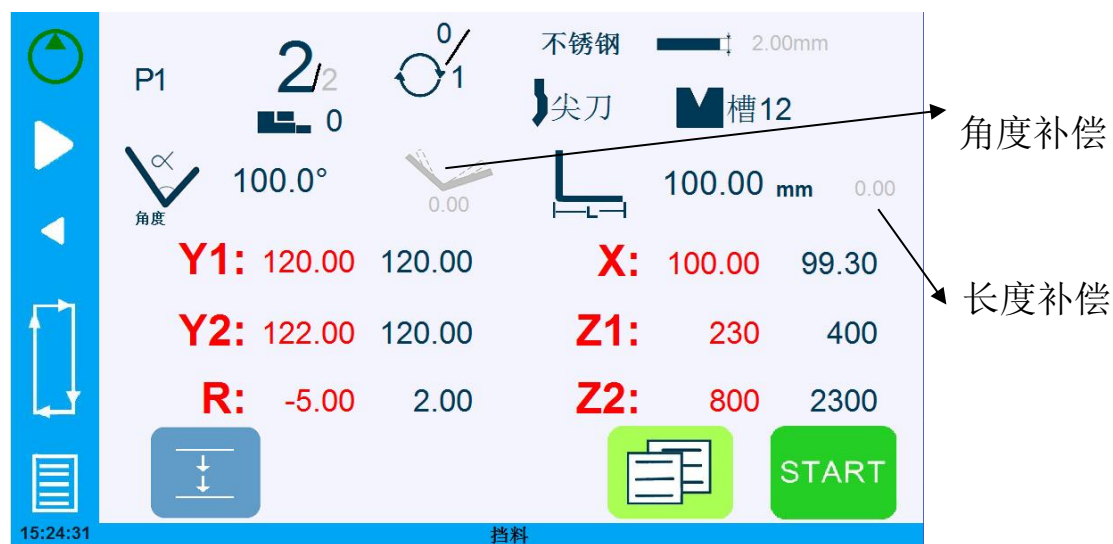 P1
2/2
0
0/1
不锈钢
2.00mm
尖刀
槽12
角度补偿
α
角度
100.0°
0.00
L
100.00 mm
0.00
长度补偿
Y1: 120.00 120.00
X: 100.00 99.30
Y2: 122.00 120.00
Z1: 230 400
R: -5.00 2.00
Z2: 800 2300
START
15:24:31
挡料